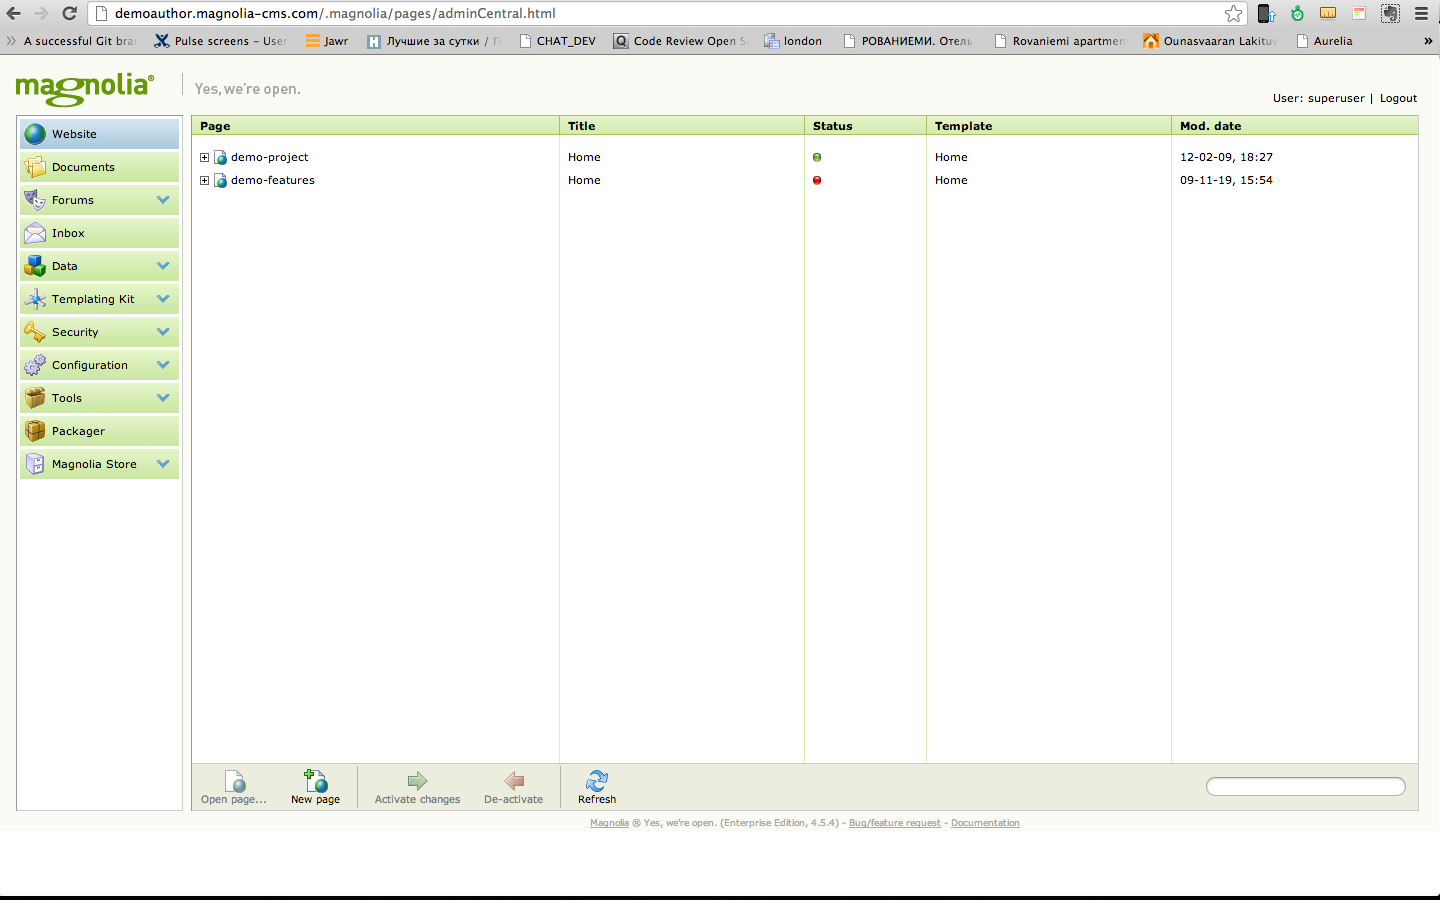 demoauthor.magnolia-cms.com/.magnolia/pages/adminCentral.html
A successful Git bra Pulse screens – User Jawr Лучшие за сутки / П CHAT_DEV Code Review Open S london РОВАНИЕМИ. Отель Rovaniemi apartmen Ounasvaaran Lakituv Aurelia
magnolia® Yes, we're open.
User: superuser | Logout
Website
Documents
Forums
Inbox
Data
Templating Kit
Security
Configuration
Tools
Packager
Magnolia Store
Page Title Status Template Mod. date
demo-project Home Home 12-02-09, 18:27
demo-features Home Home 09-11-19, 15:54
Open page... New page Activate changes De-activate Refresh
Magnolia ® Yes, we're open. (Enterprise Edition, 4.5.4) - Bug/feature request - Documentation